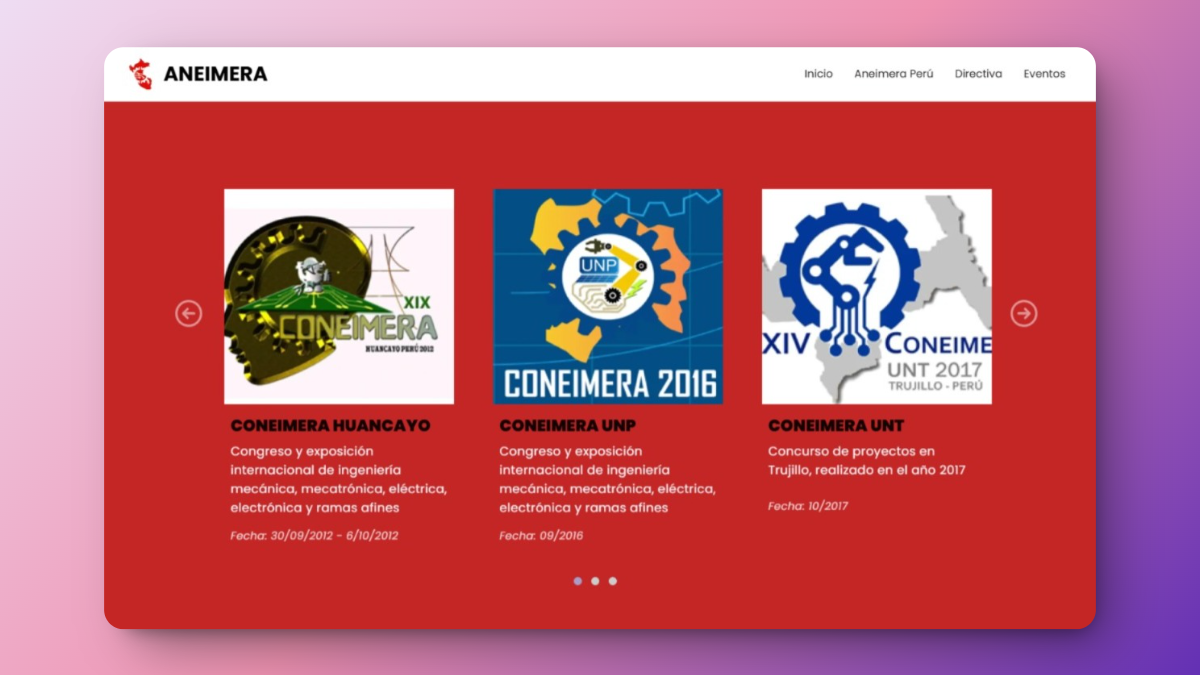 ANEIMERA
Inicio
Aneimera Perú
Directiva
Eventos
XIX
CONEIMERA
HUANCAYO PERÚ 2012
UNP
CONEIMERA 2016
XIV CONEIME
UNT 2017
TRUJILLO - PERÚ
CONEIMERA HUANCAYO
Congreso y exposición
internacional de ingeniería
mecánica, mecatrónica, eléctrica,
electrónica y ramas afines
Fecha: 30/09/2012 - 6/10/2012
CONEIMERA UNP
Congreso y exposición
internacional de ingeniería
mecánica, mecatrónica, eléctrica,
electrónica y ramas afines
Fecha: 09/2016
CONEIMERA UNT
Concurso de proyectos en
Trujillo, realizado en el año 2017
Fecha: 10/2017